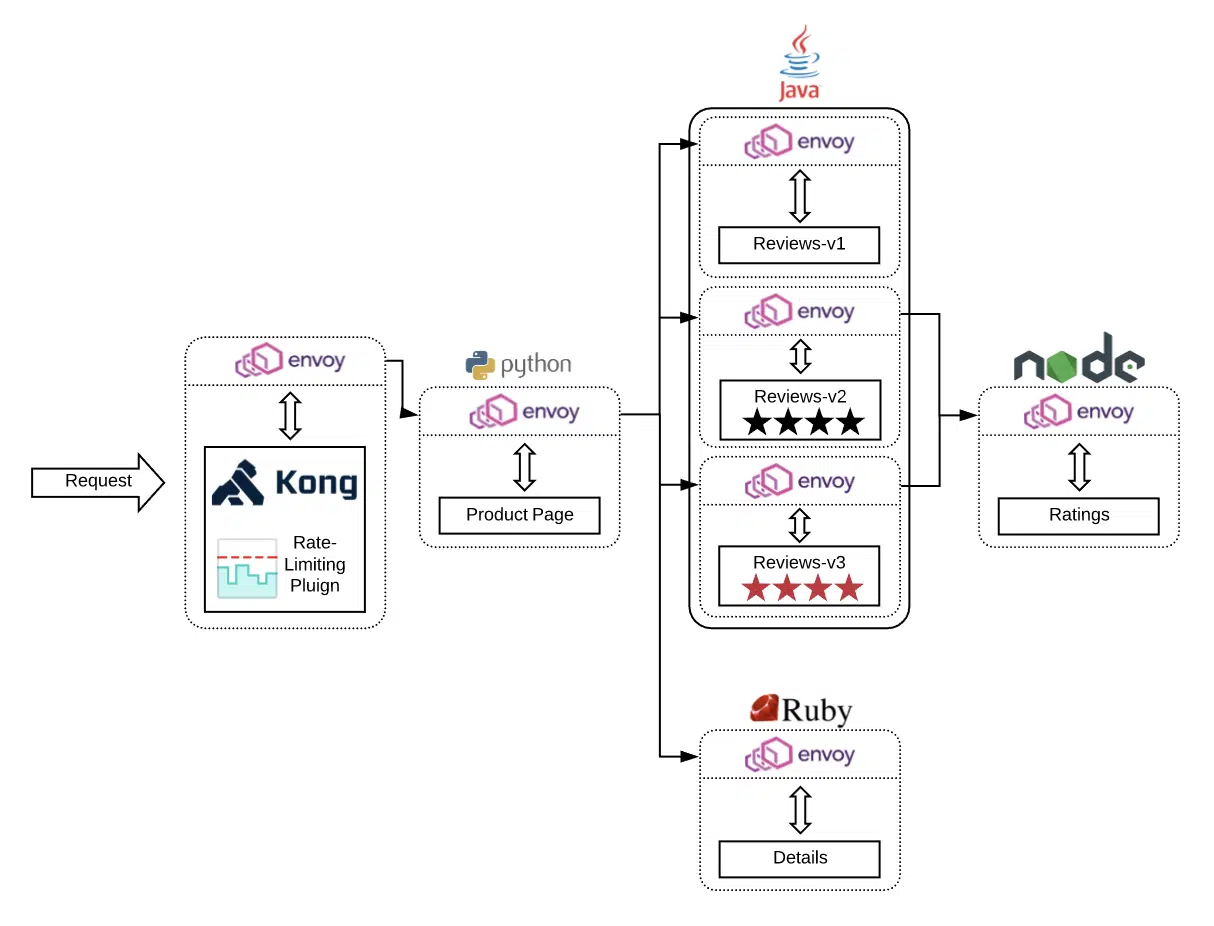 Java
envoy
Reviews-v1
envoy
Reviews-v2
envoy
Reviews-v3
envoy
Request
Kong
Rate-
Limiting
Pluign
python
envoy
Product Page
node
envoy
Ratings
Ruby
envoy
Details